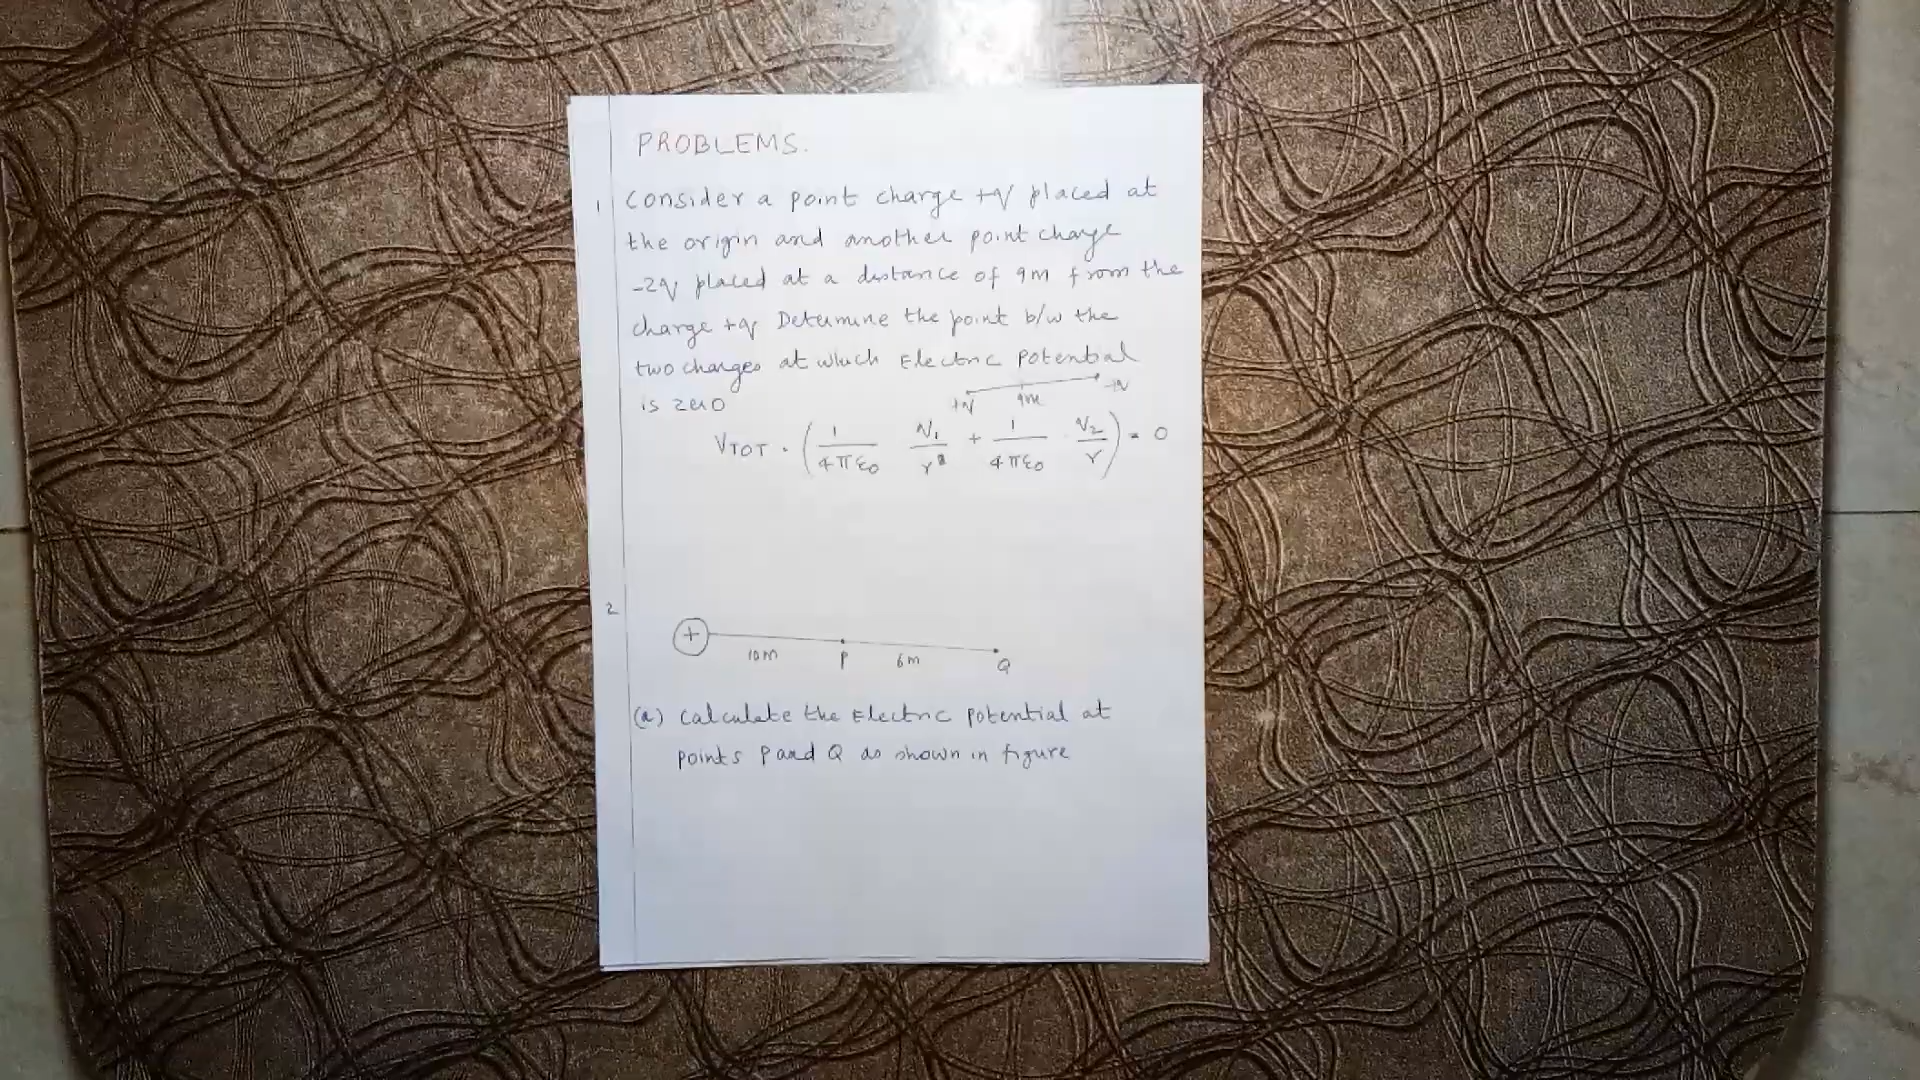 PROBLEMS.
1 Consider a point charge +q placed at
the origin and another point charge
-2q placed at a distance of 9m from the
charge +q Determine the point b/w the
two charges at which Electric potential
is zero
+q 9m
VTOT = (1/4πε0 q1/r + 1/4πε0 · q2/r) = 0
2
+ 10m P 6m Q
(a) calculate the Electric potential at
points P and Q as shown in figure